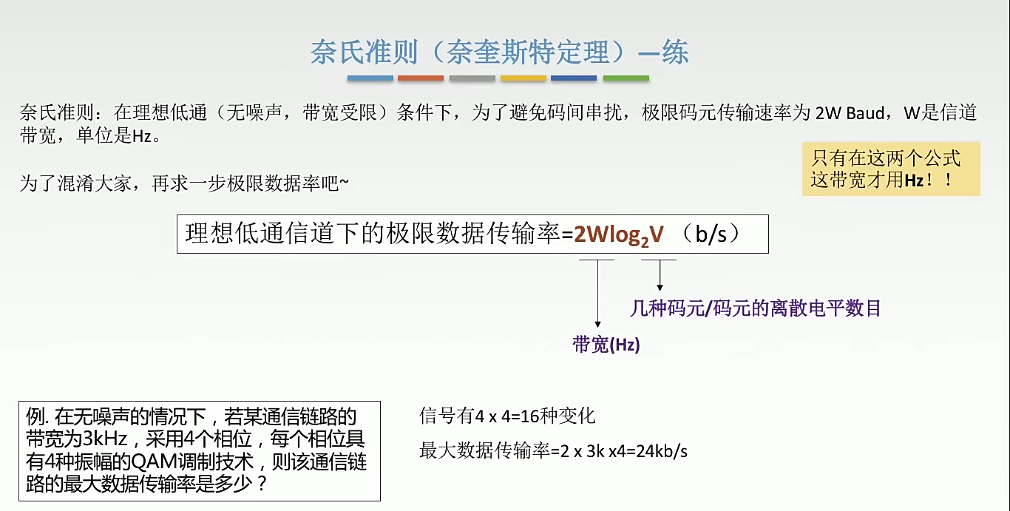 奈氏准则（奈奎斯特定理）—练
奈氏准则：在理想低通（无噪声，带宽受限）条件下，为了避免码间串扰，极限码元传输速率为 2W Baud，W是信道
带宽，单位是Hz。
只有在这两个公式
这带宽才用Hz！！
为了混淆大家，再求一步极限数据率吧~
理想低通信道下的极限数据传输率=2Wlog₂V （b/s）
几种码元/码元的离散电平数目
带宽(Hz)
例. 在无噪声的情况下，若某通信链路的
带宽为3kHz，采用4个相位，每个相位具
有4种振幅的QAM调制技术，则该通信链
路的最大数据传输率是多少？
信号有4 x 4=16种变化
最大数据传输率=2 x 3k x4=24kb/s